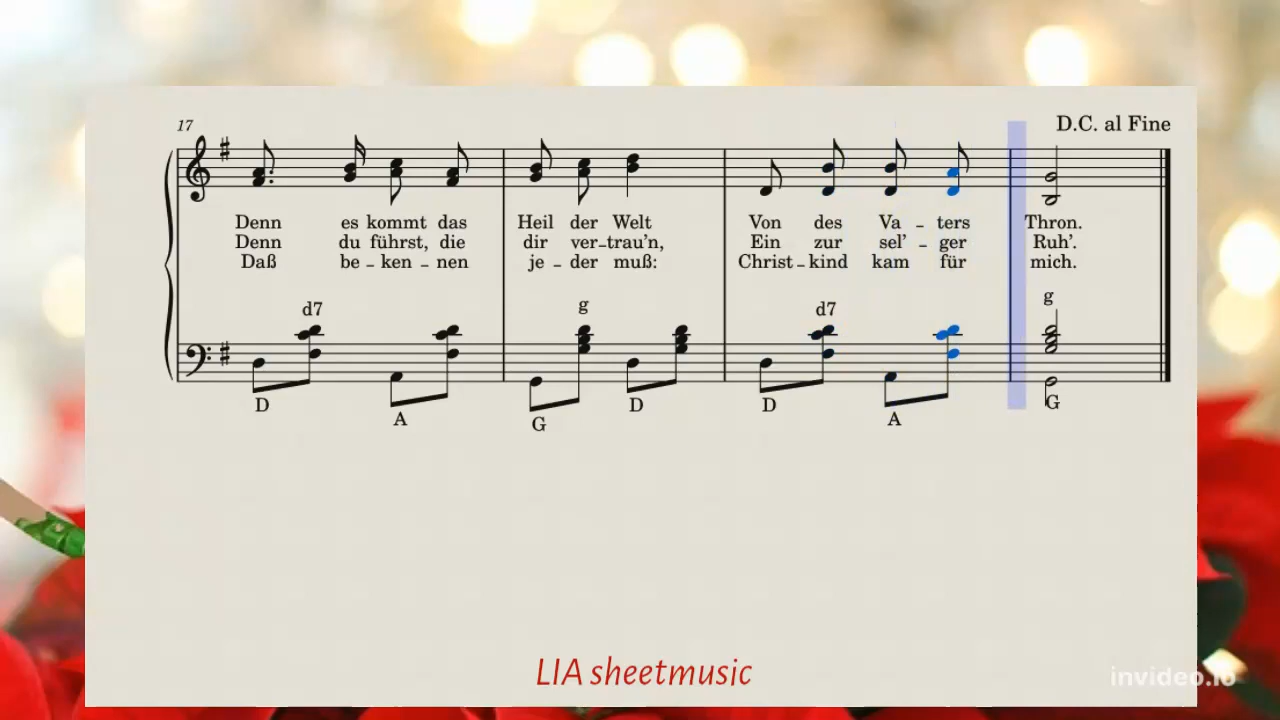 17
D.C. al Fine
Denn es kommt das Heil der Welt Von des Va - ters Thron.
Denn du führst, die dir ver-trau’n, Ein zur sel’ - ger Ruh’.
Daß be - ken - nen je - der muß: Christ - kind kam für mich.
d7 g d7 g
D A G D D A G
LIA sheetmusic
invideo.io